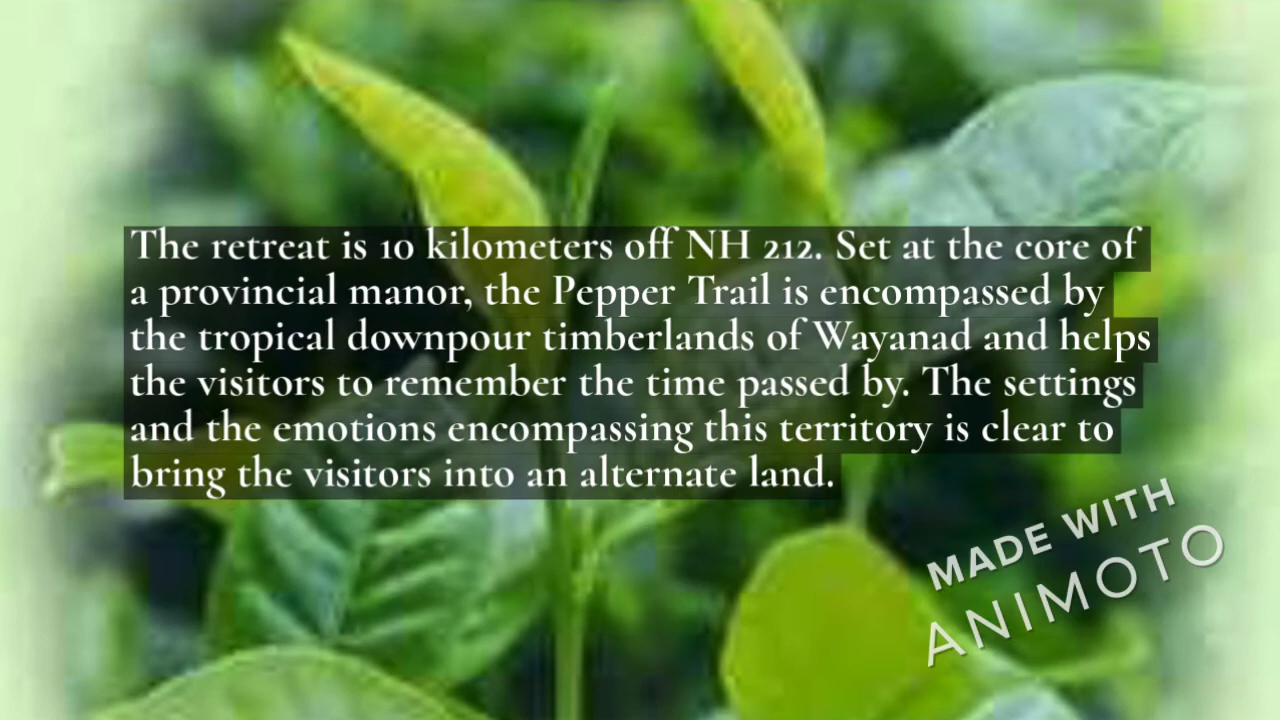 The retreat is 10 kilometers off NH 212. Set at the core of
a provincial manor, the Pepper Trail is encompassed by
the tropical downpour timberlands of Wayanad and helps
the visitors to remember the time passed by. The settings
and the emotions encompassing this territory is clear to
bring the visitors into an alternate land.
MADE WITH
ANIMOTO